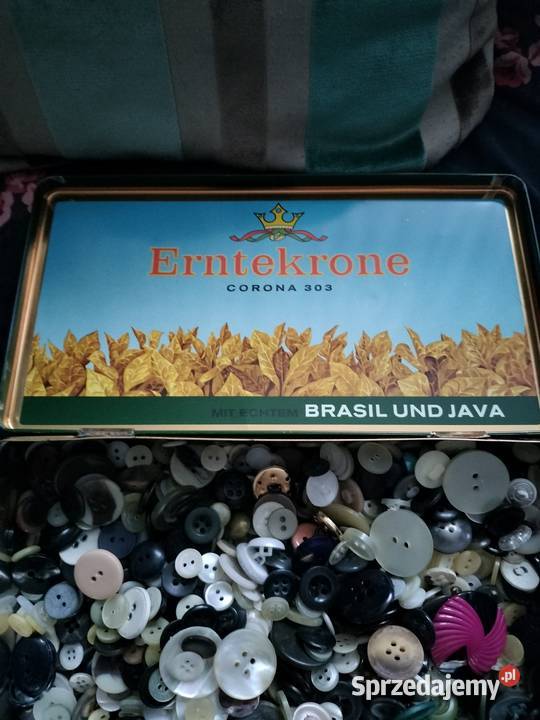 Erntekrone
CORONA 303
MIT ECHTEM BRASIL UND JAVA
Sprzedajemy.pl